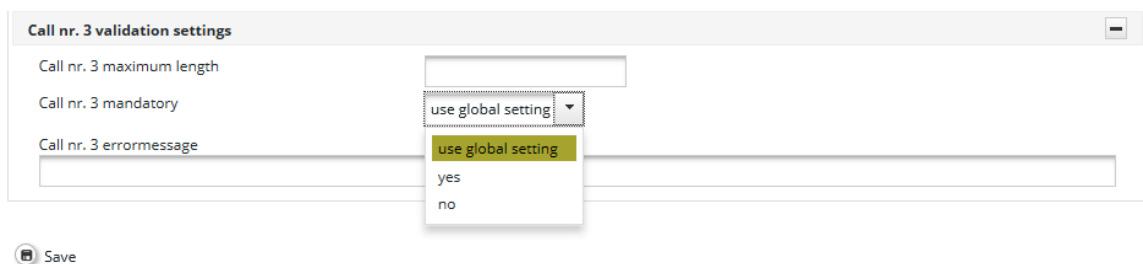 Call nr. 3 validation settings
Call nr. 3 maximum length
Call nr. 3 mandatory
use global setting
Call nr. 3 errormessage
use global setting
yes
no
Save